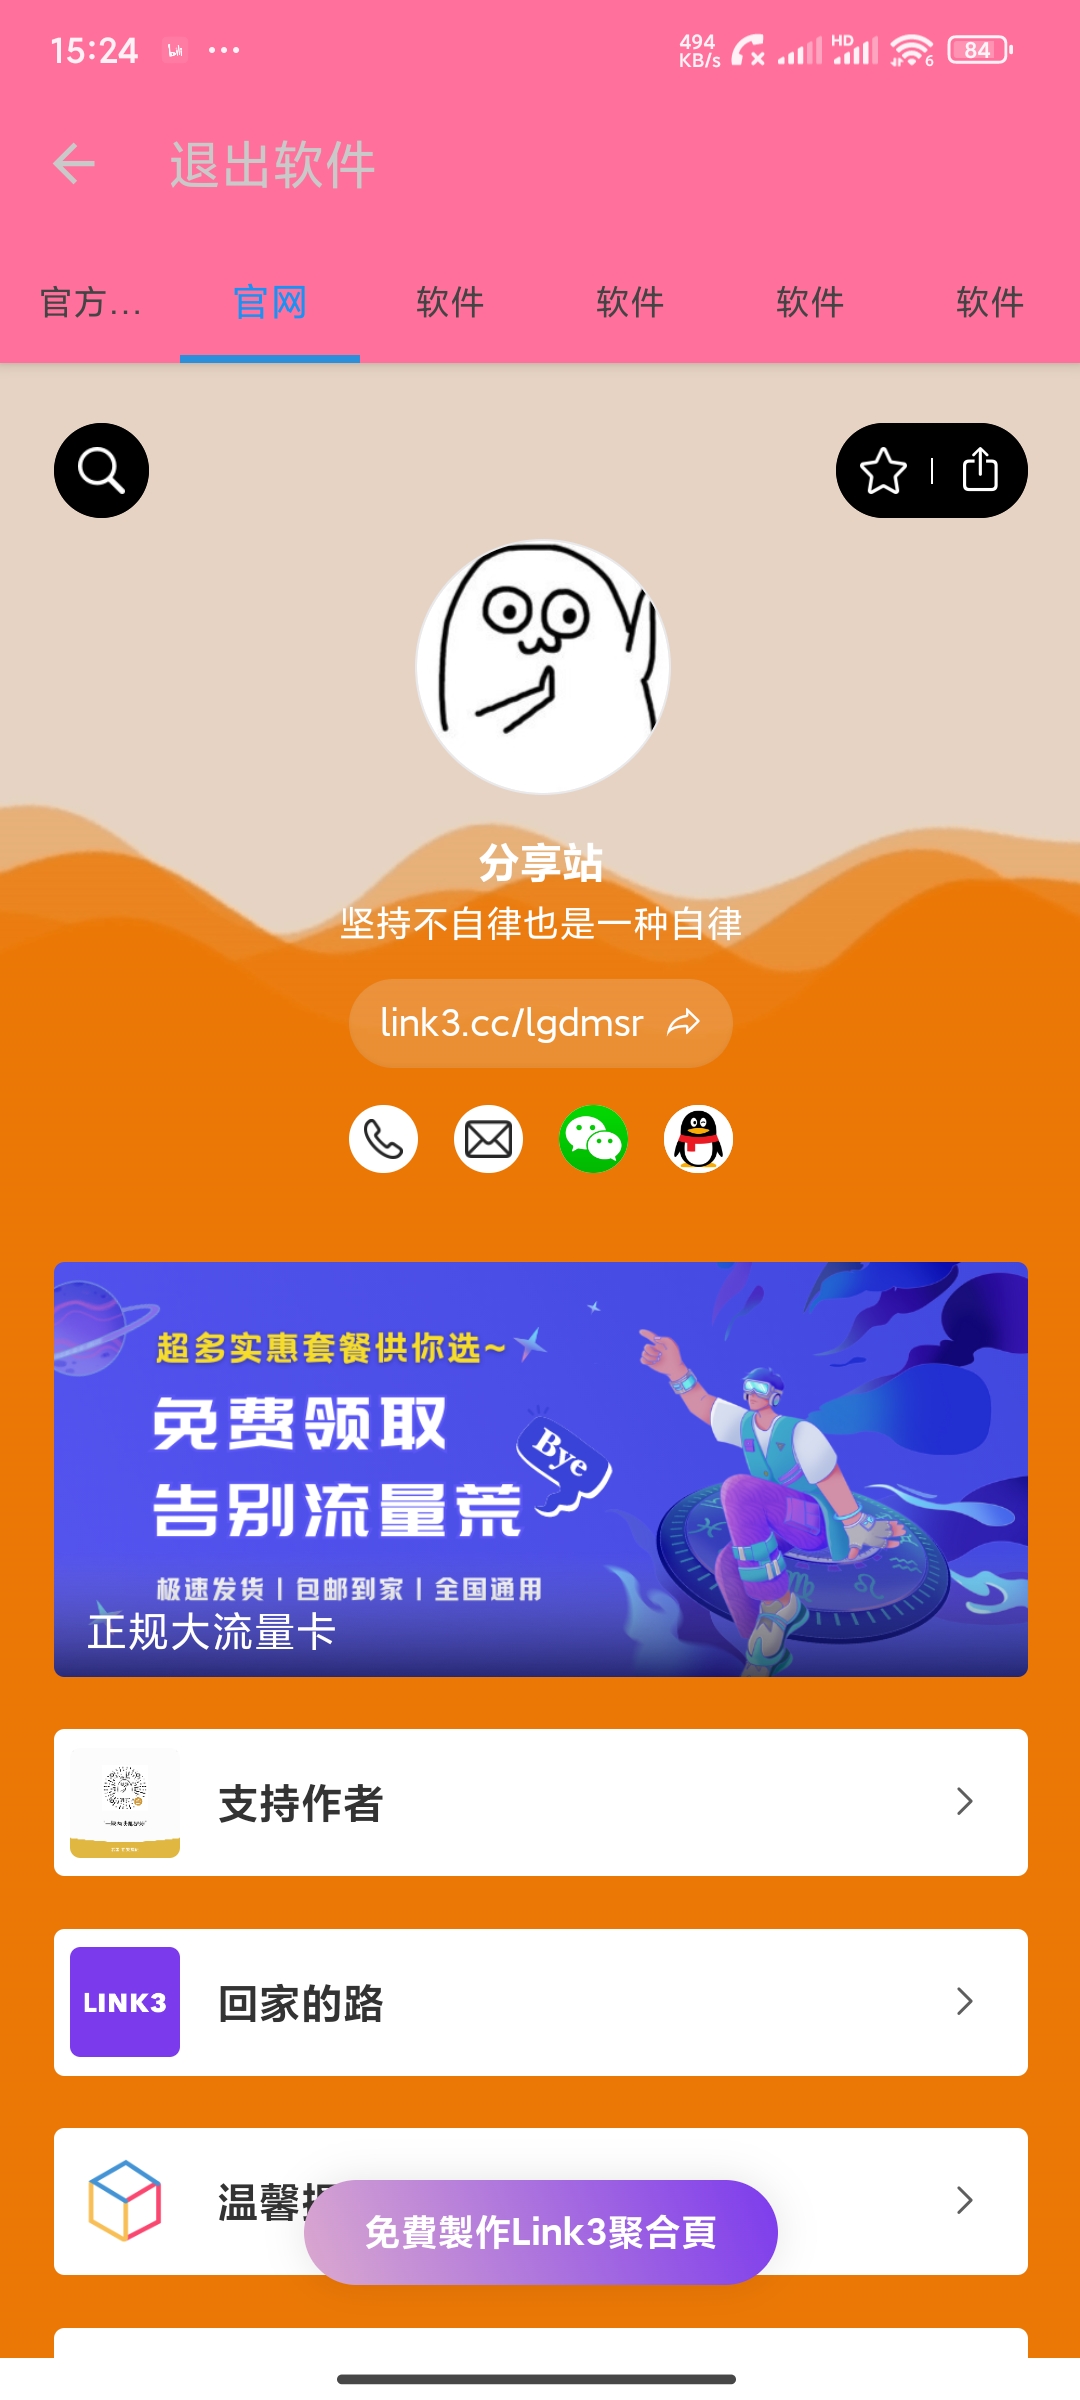 15:24
494
KB/s
HD
6
84
退出软件
官方...
官网
软件
软件
软件
软件
分享站
坚持不自律也是一种自律
link3.cc/lgdmsr
超多实惠套餐供你选~
免费领取
告别流量荒
Bye
极速发货 | 包邮到家 | 全国通用
正规大流量卡
支持作者
LINK3
回家的路
温馨
免費製作Link3聚合頁